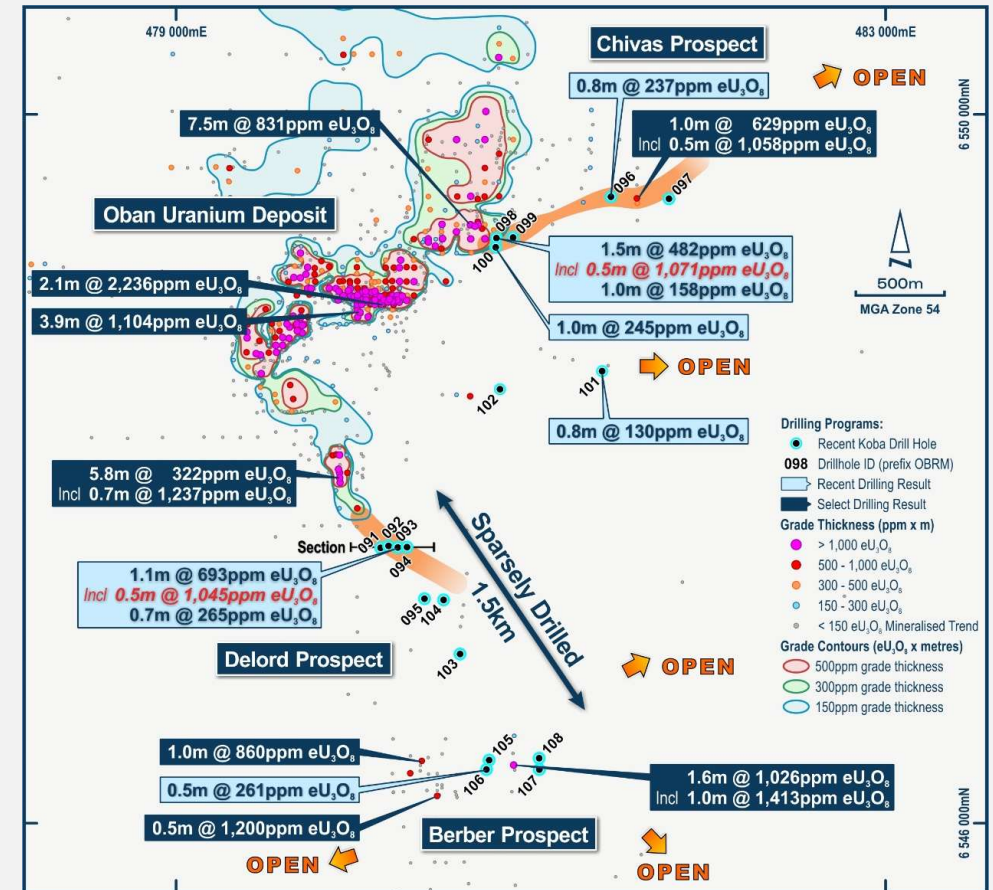 479 000mE
483 000mE
Chivas Prospect
OPEN
0.8m @ 237ppm eU₃O₈
6 550 000mN
7.5m @ 831ppm eU₃O₈
1.0m @ 629ppm eU₃O₈
Incl 0.5m @ 1,058ppm eU₃O₈
096
097
Oban Uranium Deposit
098
099
100
1.5m @ 482ppm eU₃O₈
Incl 0.5m @ 1,071ppm eU₃O₈
1.0m @ 158ppm eU₃O₈
N
500m
MGA Zone 54
2.1m @ 2,236ppm eU₃O₈
3.9m @ 1,104ppm eU₃O₈
1.0m @ 245ppm eU₃O₈
OPEN
101
102
0.8m @ 130ppm eU₃O₈
Drilling Programs:
Recent Koba Drill Hole
098 Drillhole ID (prefix OBRM)
Recent Drilling Result
Select Drilling Result
Grade Thickness (ppm x m)
> 1,000 eU₃O₈
500 - 1,000 eU₃O₈
300 - 500 eU₃O₈
150 - 300 eU₃O₈
< 150 eU₃O₈ Mineralised Trend
Grade Contours (eU₃O₈ x metres)
500ppm grade thickness
300ppm grade thickness
150ppm grade thickness
5.8m @ 322ppm eU₃O
Incl 0.7m @ 1,237ppm eU₃O₈
Sparsely Drilled
1.5km
Section
091
092
093
094
1.1m @ 693ppm eU₃O₈
Incl 0.5m @ 1,045ppm eU₃O₈
0.7m @ 265ppm eU₃O₈
095
104
Delord Prospect
103
OPEN
1.0m @ 860ppm eU₃O₈
105
108
106
107
0.5m @ 261ppm eU₃O₈
1.6m @ 1,026ppm eU₃O₈
Incl 1.0m @ 1,413ppm eU₃O₈
0.5m @ 1,200ppm eU₃O₈
Berber Prospect
6 546 000mN
OPEN
OPEN